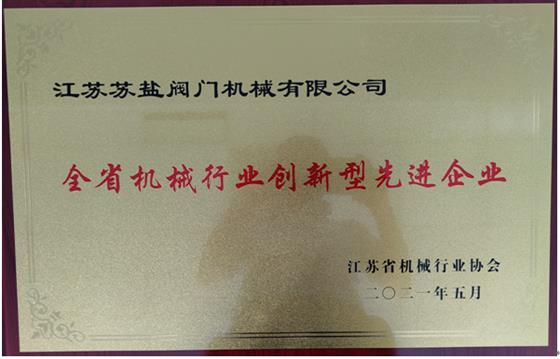 江苏苏盐阀门机械有限公司
全省机械行业创新型先进企业
江苏省机械行业协会
二〇二一年五月